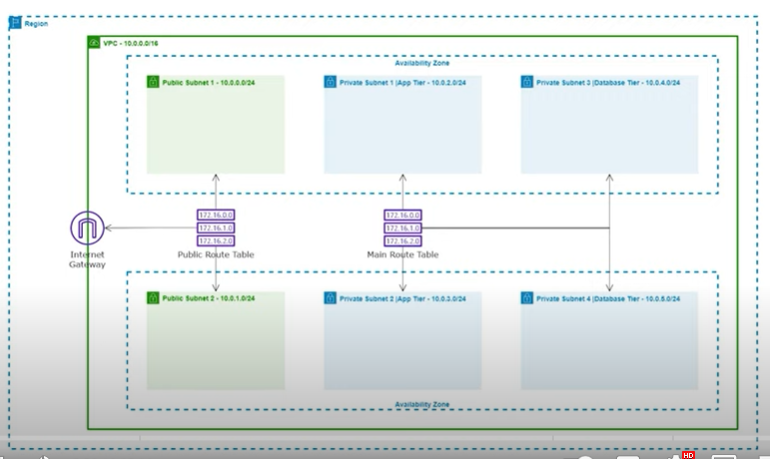 Region
VPC - 10.0.0.0/16
Availability Zone
Public Subnet 1 - 10.0.0.0/24
Private Subnet 1 |App Tier - 10.0.2.0/24
Private Subnet 3 |Database Tier - 10.0.4.0/24
172.16.0.0
172.16.1.0
172.16.2.0
172.16.0.0
172.16.1.0
172.16.2.0
Internet
Gateway
Public Route Table
Main Route Table
Public Subnet 2 - 10.0.1.0/24
Private Subnet 2 |App Tier - 10.0.3.0/24
Private Subnet 4 |Database Tier - 10.0.5.0/24
Availability Zone
HD